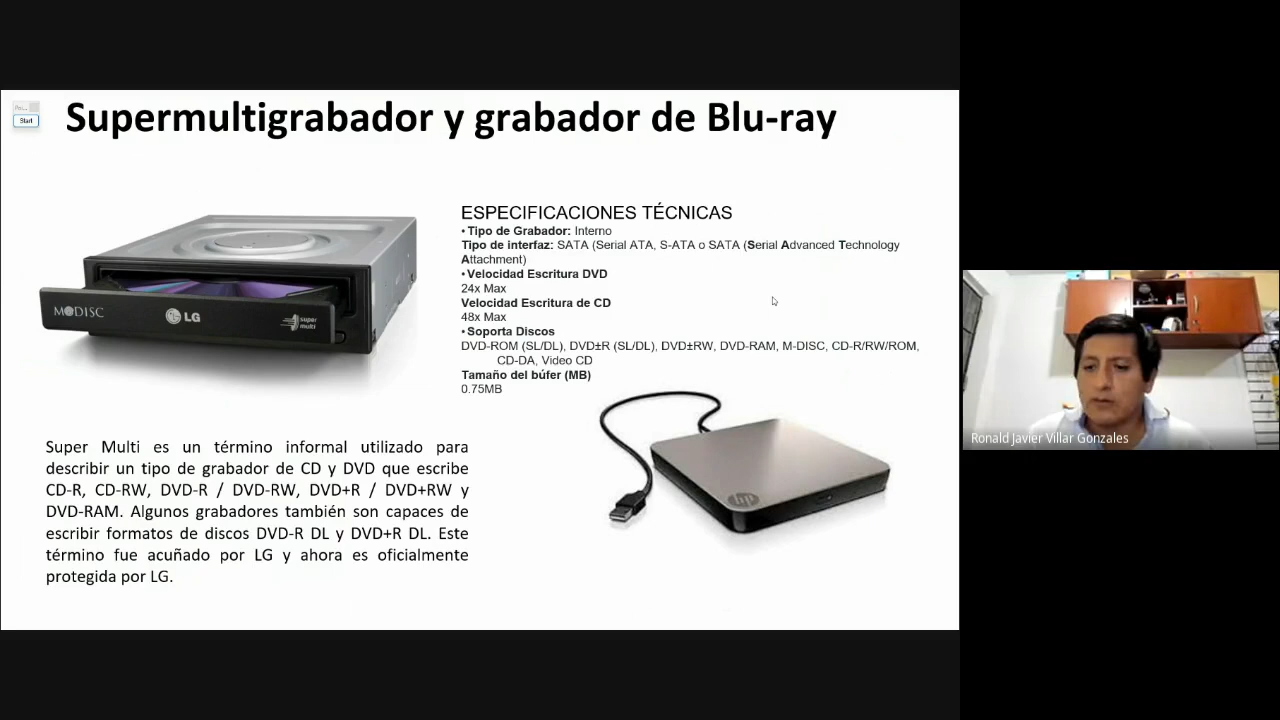 Start
Supermultigrabador y grabador de Blu-ray
M-DISC
LG
super
multi
ESPECIFICACIONES TÉCNICAS
• Tipo de Grabador: Interno
Tipo de interfaz: SATA (Serial ATA, S-ATA o SATA (Serial Advanced Technology
Attachment)
• Velocidad Escritura DVD
24x Max
Velocidad Escritura de CD
48x Max
• Soporta Discos
DVD-ROM (SL/DL), DVD±R (SL/DL), DVD±RW, DVD-RAM, M-DISC, CD-R/RW/ROM,
CD-DA, Video CD
Tamaño del búfer (MB)
0.75MB
Super Multi es un término informal utilizado para
describir un tipo de grabador de CD y DVD que escribe
CD-R, CD-RW, DVD-R / DVD-RW, DVD+R / DVD+RW y
DVD-RAM. Algunos grabadores también son capaces de
escribir formatos de discos DVD-R DL y DVD+R DL. Este
término fue acuñado por LG y ahora es oficialmente
protegida por LG.
hp
Ronald Javier Villar Gonzales